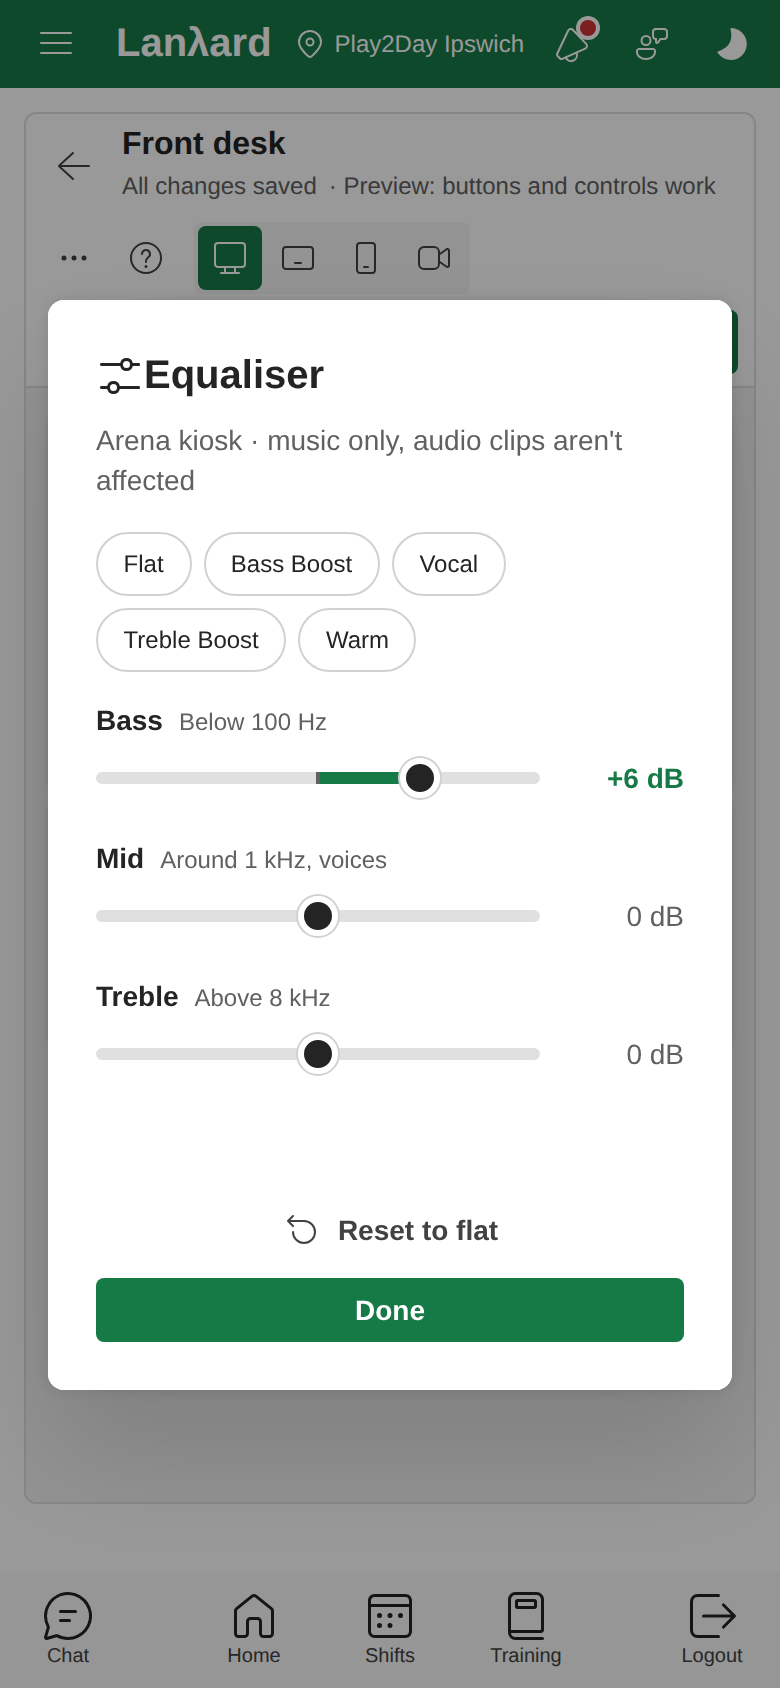 Lanλard
Play2Day Ipswich
Front desk
All changes saved · Preview: buttons and controls work
Equaliser
Arena kiosk · music only, audio clips aren't
affected
Flat
Bass Boost
Vocal
Treble Boost
Warm
Bass Below 100 Hz
+6 dB
Mid Around 1 kHz, voices
0 dB
Treble Above 8 kHz
0 dB
Reset to flat
Done
Chat
Home
Shifts
Training
Logout